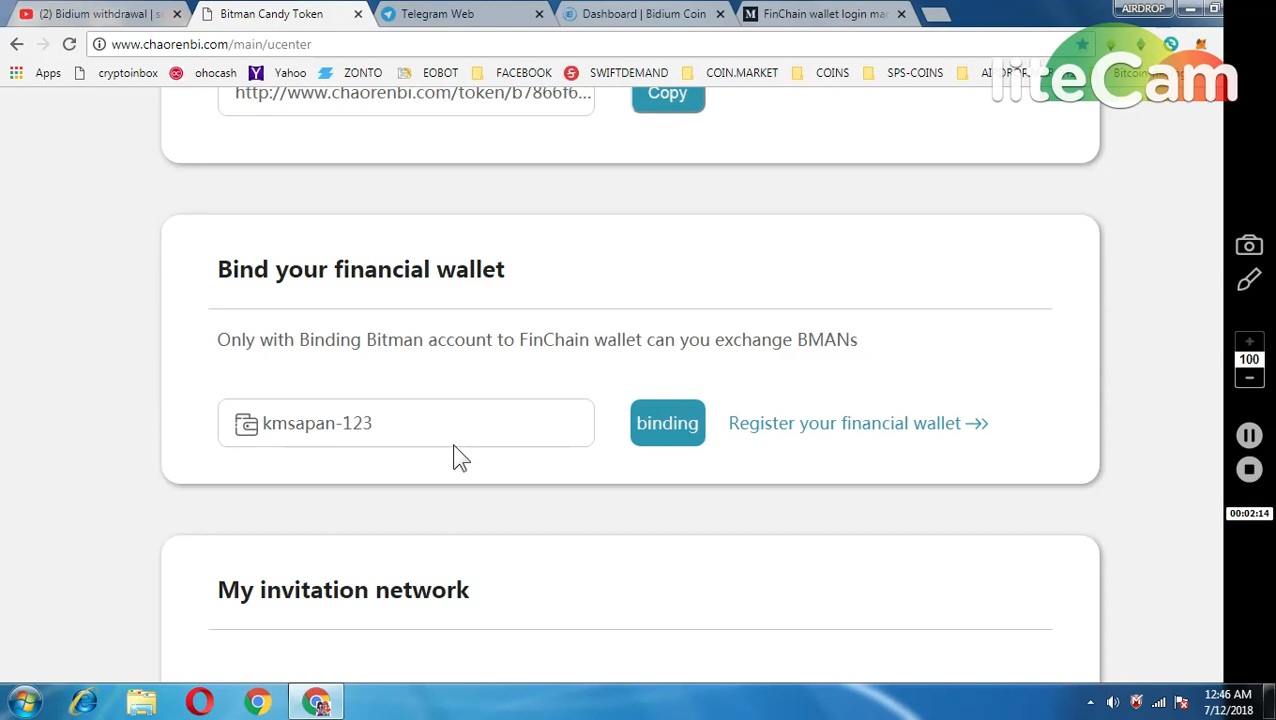 (2) Bidium withdrawal | s
Bitman Candy Token
Telegram Web
Dashboard | Bidium Coin
FinChain wallet login ma
AIRDROP
www.chaorenbi.com/main/ucenter
Apps
cryptoinbox
ohocash
Yahoo
ZON
EOBOT
FACEBOOK
SWIFTDEMAND
COIN.MARKET
COINS
SPS-COINS
liteCam
http://www.chaorenbi.com/token/b7866f6...
Copy
Bind your financial wallet
Only with Binding Bitman account to FinChain wallet can you exchange BMANs
kmsapan-123
binding
Register your financial wallet
My invitation network
100
00:02:14
12:46 AM
7/12/2018